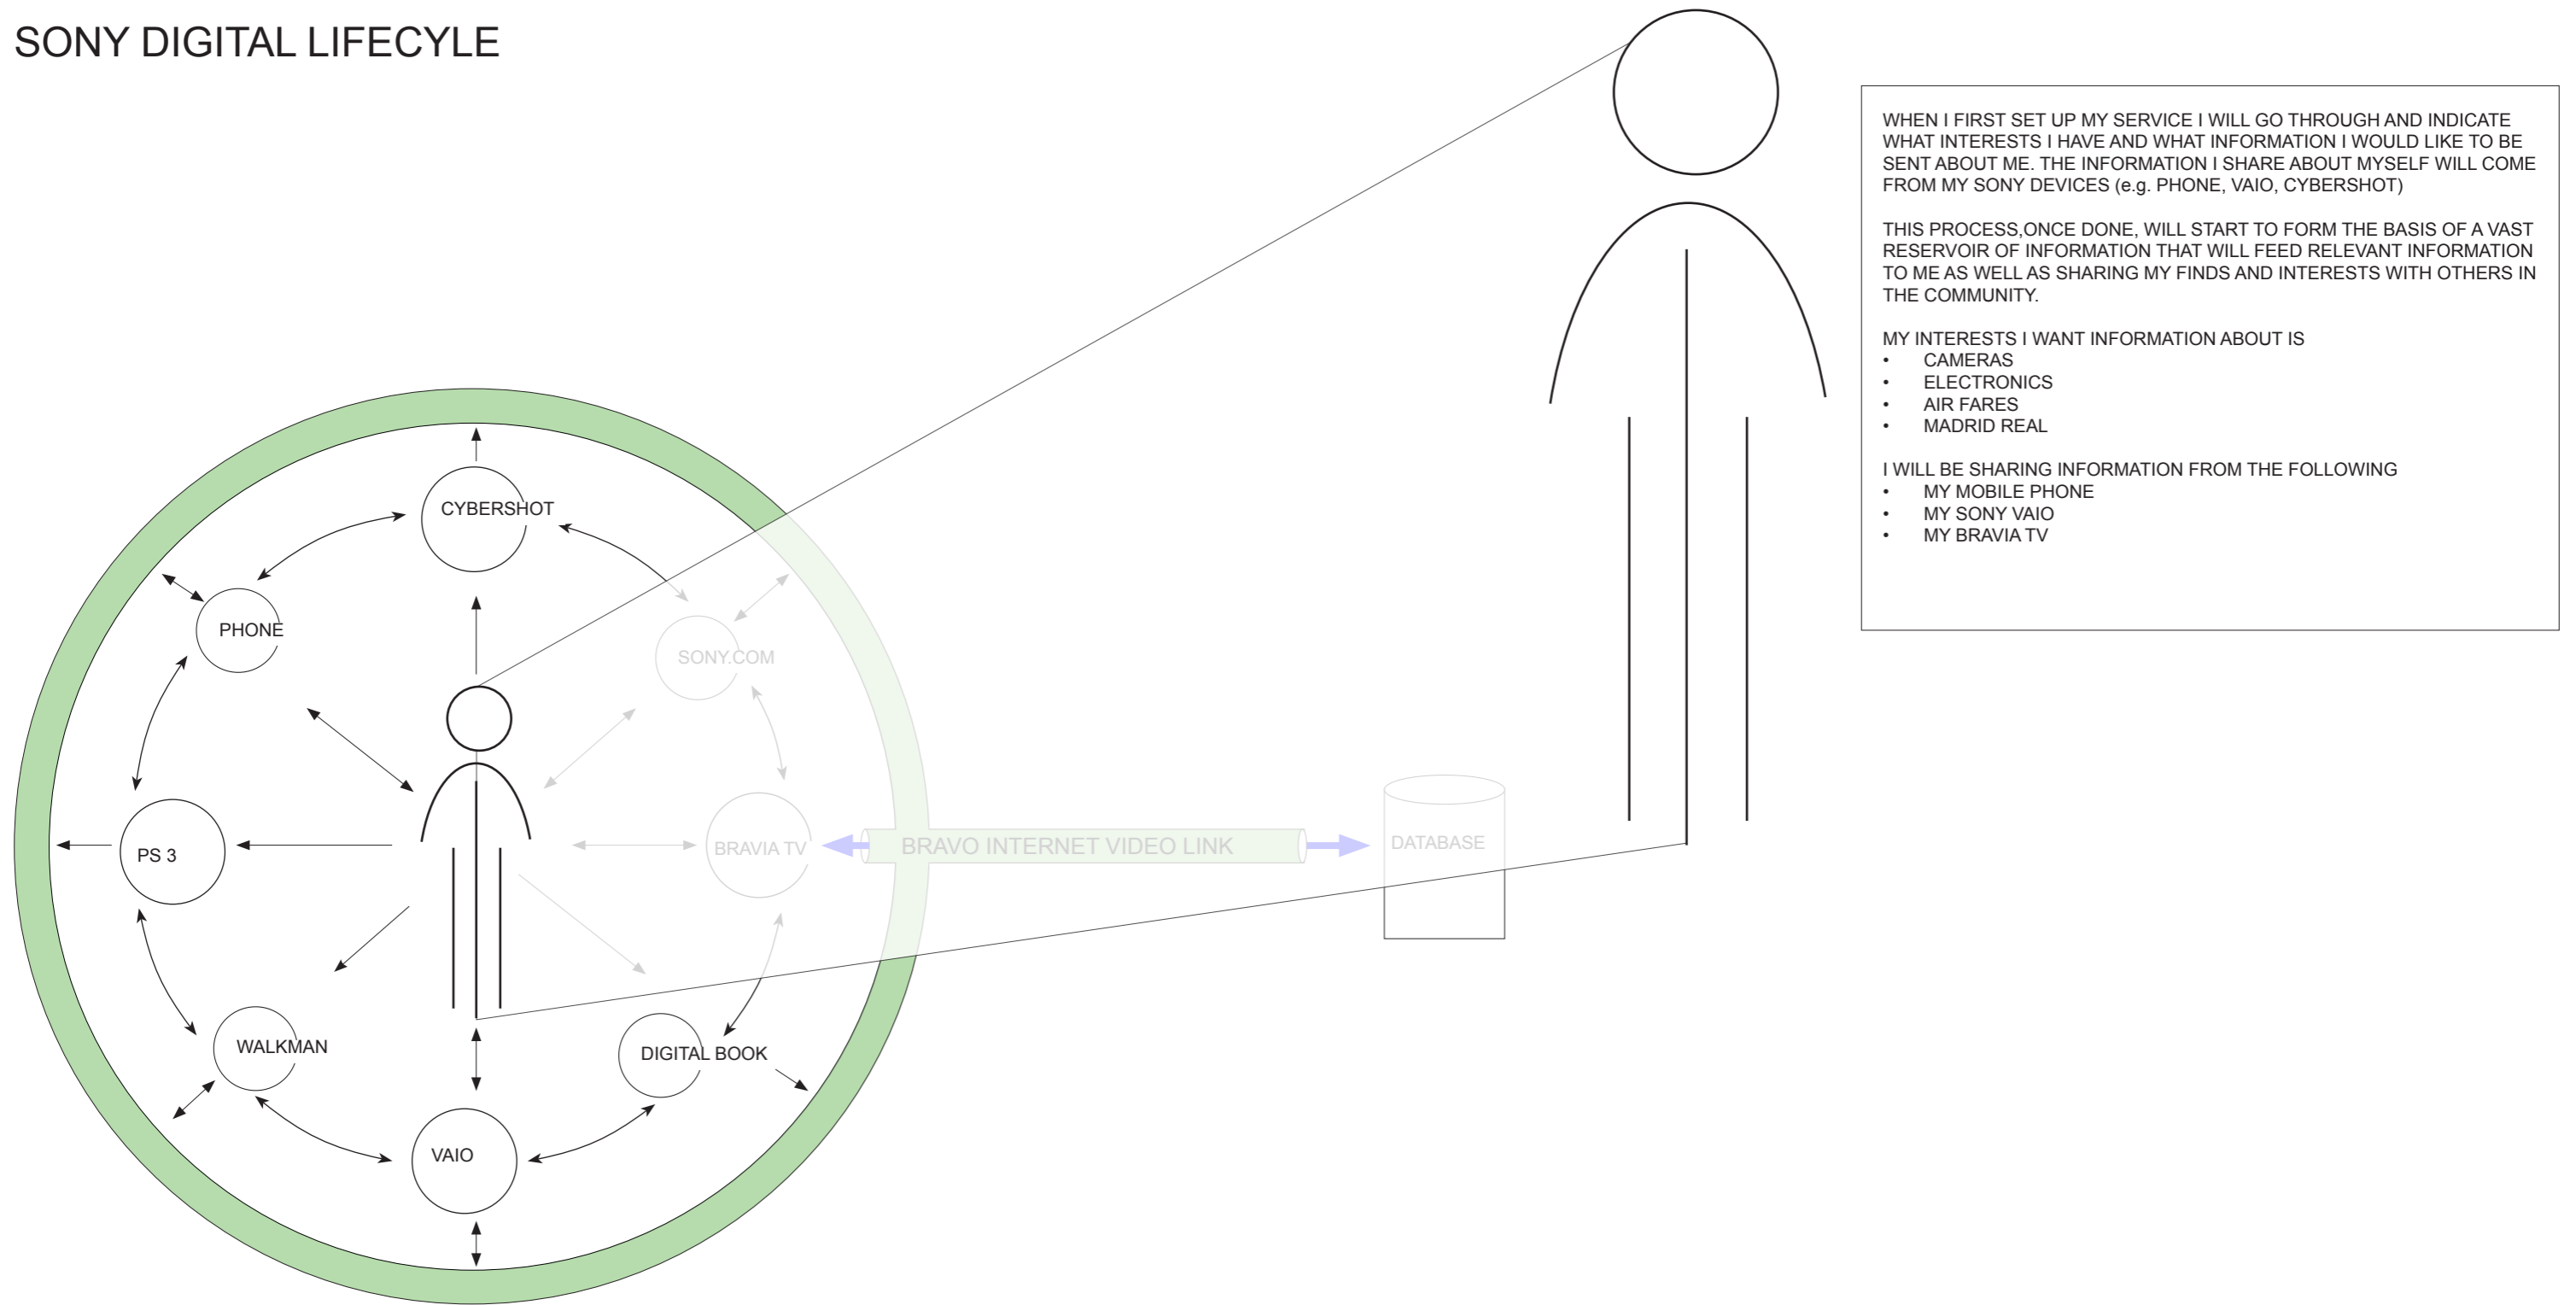 SONY DIGITAL LIFECYLE
WHEN I FIRST SET UP MY SERVICE I WILL GO THROUGH AND INDICATE
WHAT INTERESTS I HAVE AND WHAT INFORMATION I WOULD LIKE TO BE
SENT ABOUT ME. THE INFORMATION I SHARE ABOUT MYSELF WILL COME
FROM MY SONY DEVICES (e.g. PHONE, VAIO, CYBERSHOT)
THIS PROCESS,ONCE DONE, WILL START TO FORM THE BASIS OF A VAST
RESERVOIR OF INFORMATION THAT WILL FEED RELEVANT INFORMATION
TO ME AS WELL AS SHARING MY FINDS AND INTERESTS WITH OTHERS IN
THE COMMUNITY.
MY INTERESTS I WANT INFORMATION ABOUT IS
• CAMERAS
• ELECTRONICS
• AIR FARES
• MADRID REAL
I WILL BE SHARING INFORMATION FROM THE FOLLOWING
• MY MOBILE PHONE
• MY SONY VAIO
• MY BRAVIA TV
CYBERSHOT
PHONE
SONY.COM
PS 3
BRAVIA TV
BRAVO INTERNET VIDEO LINK
DATABASE
WALKMAN
DIGITAL BOOK
VAIO